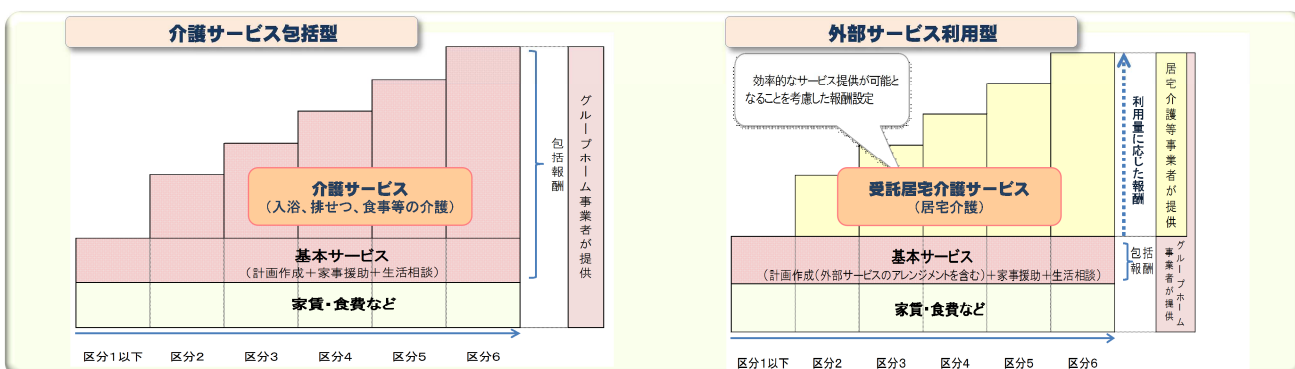 介護サービス包括型
介護サービス
(入浴、排せつ、食事等の介護)
基本サービス
(計画作成+家事援助+生活相談)
家賃・食費など
包括報酬
グループホーム事業者が提供
区分1以下 区分2 区分3 区分4 区分5 区分6
外部サービス利用型
効率的なサービス提供が可能と
なることを考慮した報酬設定
受託居宅介護サービス
(居宅介護)
基本サービス
(計画作成(外部サービスのアレンジメントを含む)+家事援助+生活相談)
家賃・食費など
利用量に応じた報酬
居宅介護等事業者が提供
包括
報酬
グループホーム
事業者が提供
区分1以下 区分2 区分3 区分4 区分5 区分6